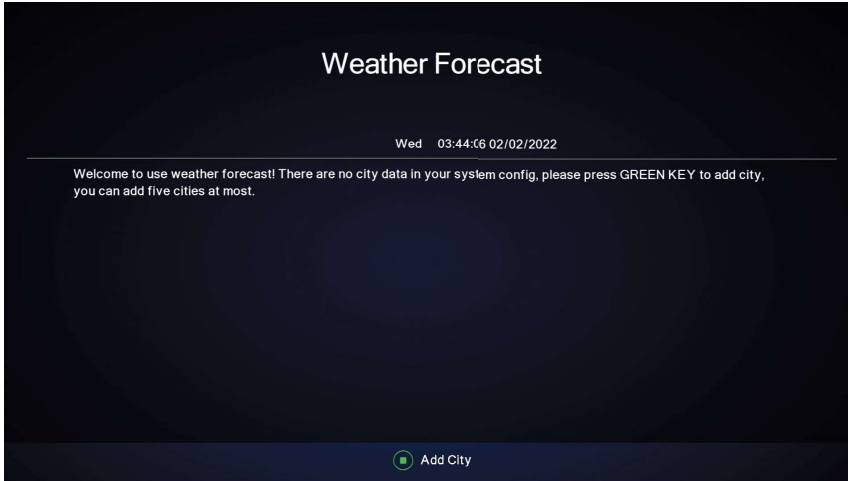 Weather Forecast
Wed 03:44:06 02/02/2022
Welcome to use weather forecast! There are no city data in your system config, please press GREEN KEY to add city,
you can add five cities at most.
Add City